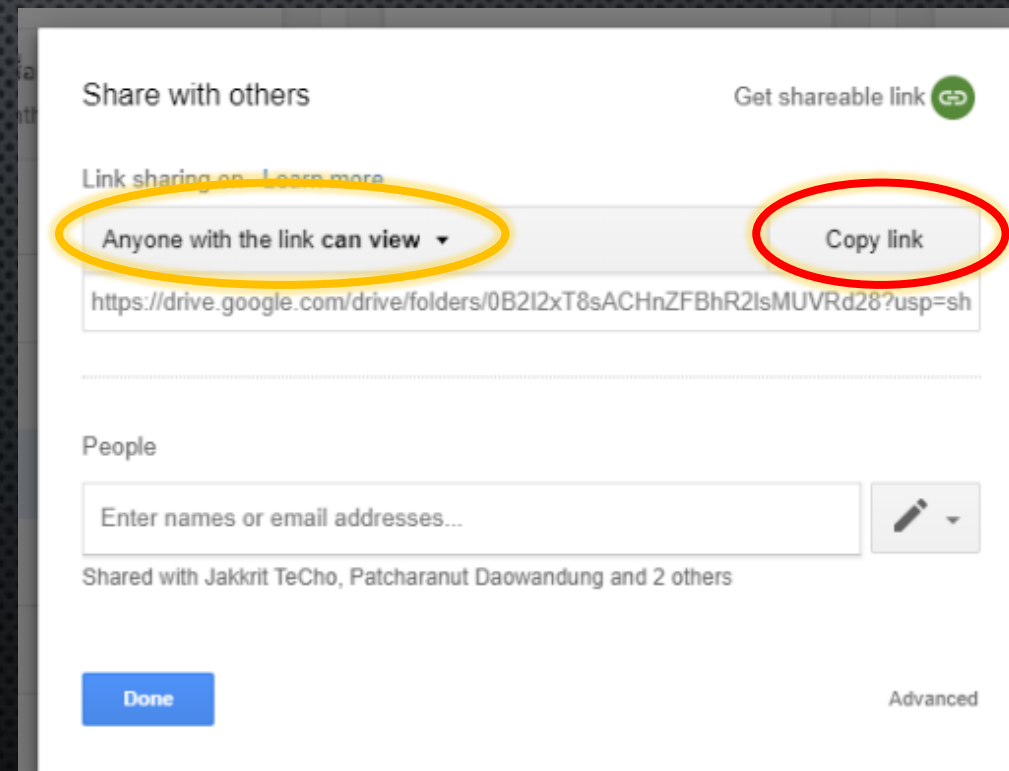 Share with others
Get shareable link
Link sharing on Learn more
Anyone with the link can view
Copy link
https://drive.google.com/drive/folders/0B2I2xT8sACHnZFBhR2lsMUVRd28?usp=sh
People
Enter names or email addresses...
Shared with Jakkrit TeCho, Patcharanut Daowandung and 2 others
Done
Advanced